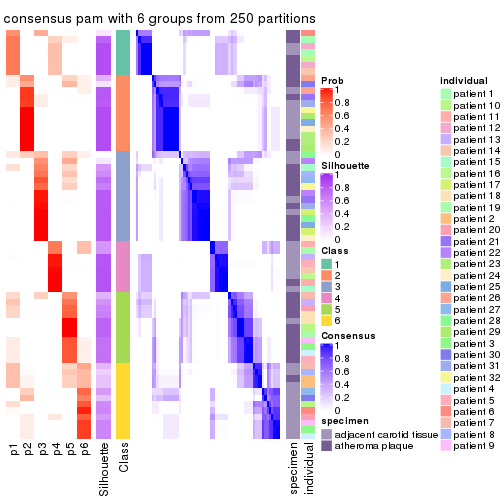 consensus pam with 6 groups from 250 partitions
p1
p2
p3
p4
p5
p6
Silhouette
Class
specimen
individual
Prob
1
0.8
0.6
0.4
0.2
0
Silhouette
1
0.8
0.6
0.4
0.2
0
Class
1
2
3
4
5
6
Consensus
1
0.8
0.6
0.4
0.2
0
specimen
adjacent carotid tissue
atheroma plaque
individual
patient 1
patient 10
patient 11
patient 12
patient 13
patient 14
patient 15
patient 16
patient 17
patient 18
patient 19
patient 2
patient 20
patient 21
patient 22
patient 23
patient 24
patient 25
patient 26
patient 27
patient 28
patient 29
patient 3
patient 30
patient 31
patient 32
patient 4
patient 5
patient 6
patient 7
patient 8
patient 9